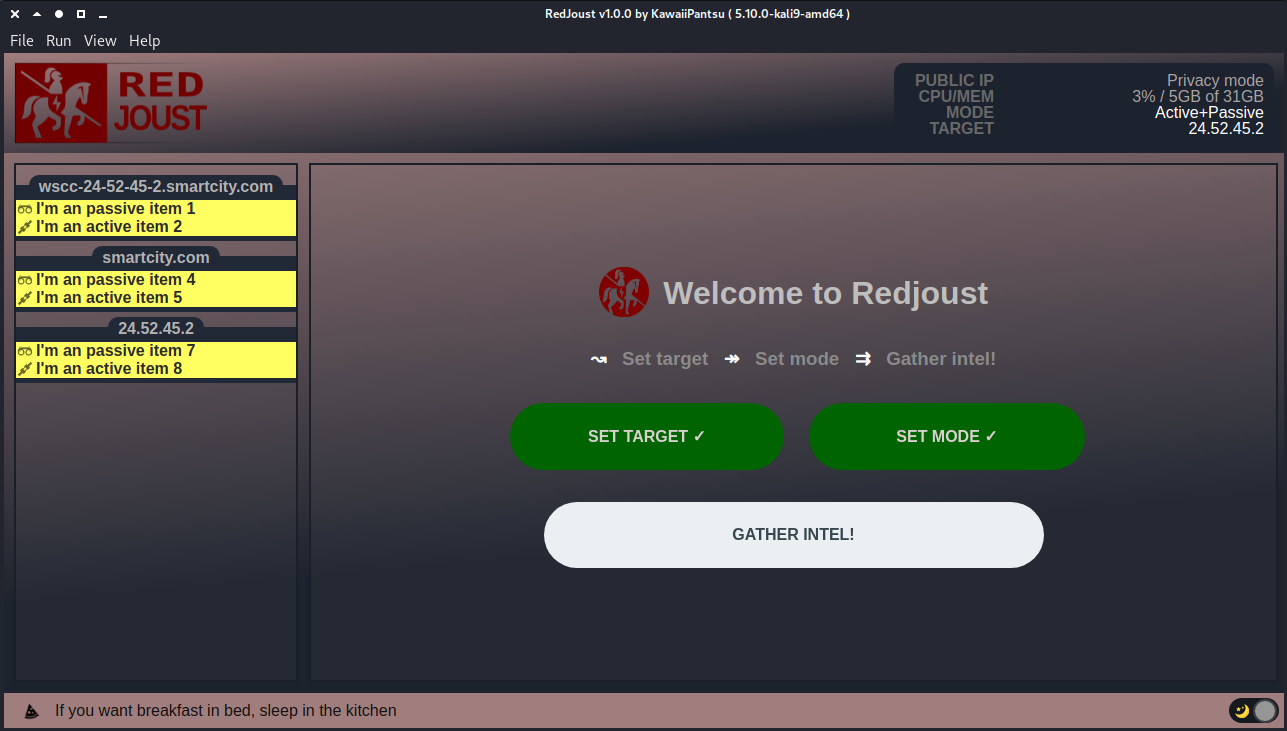 RedJoust v1.0.0 by KawaiiPantsu ( 5.10.0-kali9-amd64 )
File Run View Help
RED
JOUST
PUBLIC IP Privacy mode
CPU/MEM 3% / 5GB of 31GB
MODE Active+Passive
TARGET 24.52.45.2
wscc-24-52-45-2.smartcity.com
I'm an passive item 1
I'm an active item 2
smartcity.com
I'm an passive item 4
I'm an active item 5
24.52.45.2
I'm an passive item 7
I'm an active item 8
Welcome to Redjoust
↝ Set target ↠ Set mode ⇉ Gather intel!
SET TARGET ✓
SET MODE ✓
GATHER INTEL!
If you want breakfast in bed, sleep in the kitchen